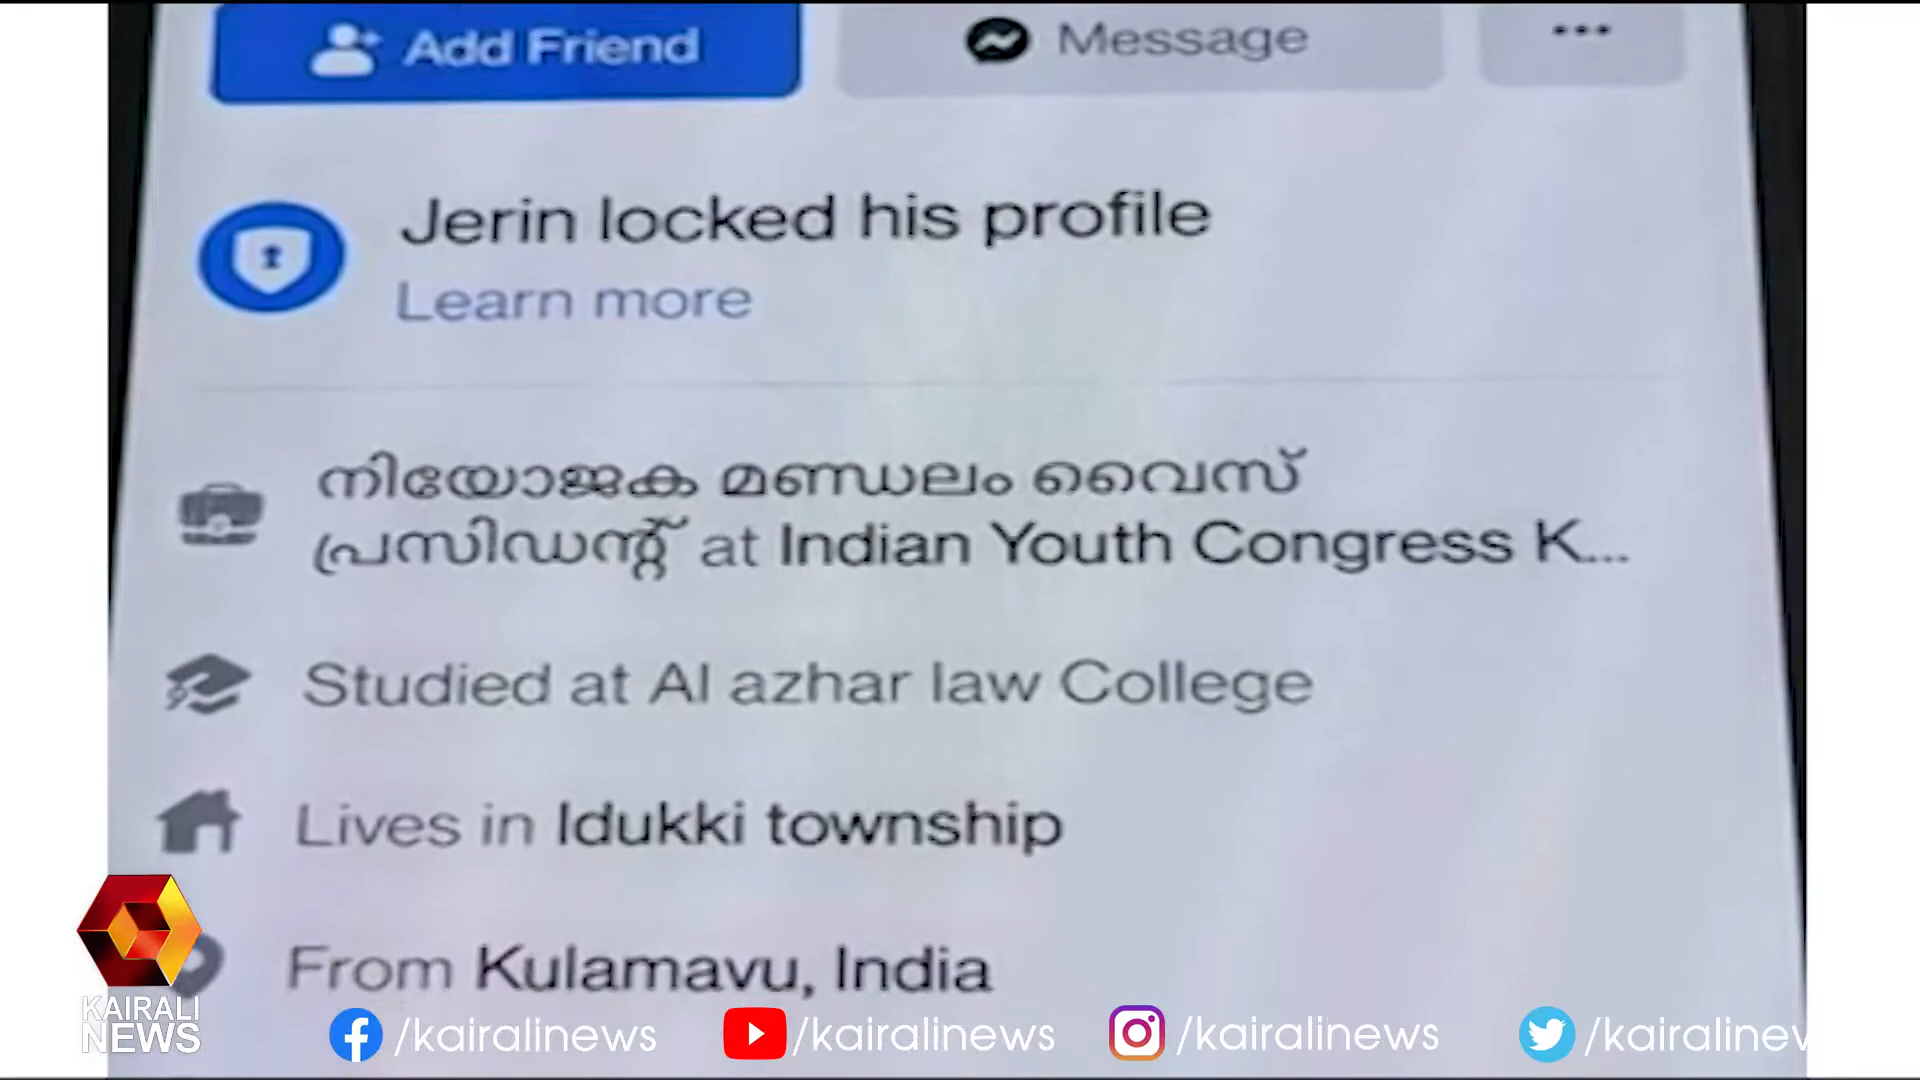 Add Friend
Message
Jerin locked his profile
Learn more
നിയോജക മണ്ഡലം വൈസ്
പ്രസിഡന്റ് at Indian Youth Congress K...
Studied at Al azhar law College
Lives in Idukki township
From Kulamavu, India
KAIRALI
NEWS
/kairalinews
/kairalinews
/kairalinews
/kairalinew